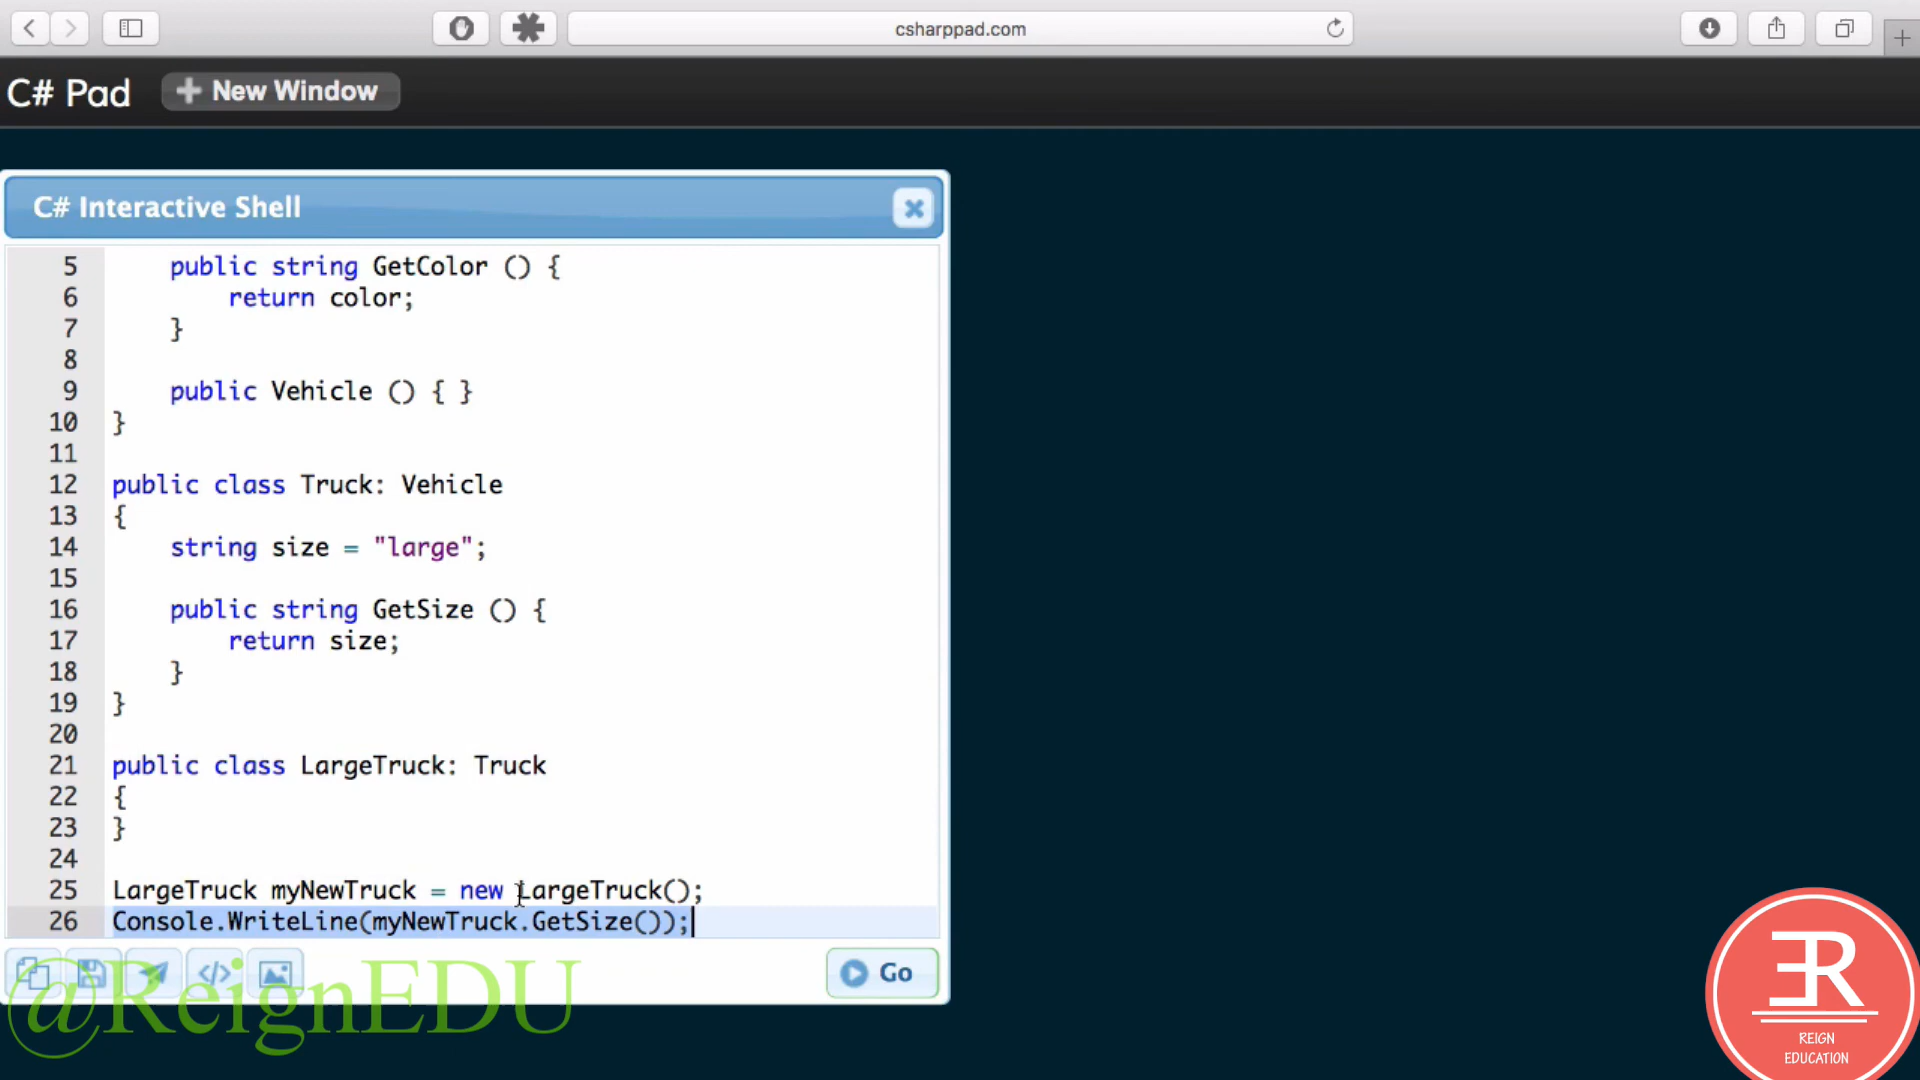 csharppad.com
C# Pad
New Window
C# Interactive Shell
5 public string GetColor () {
6 return color;
7 }
8
9 public Vehicle () { }
10 }
11
12 public class Truck: Vehicle
13 {
14 string size = "large";
15
16 public string GetSize () {
17 return size;
18 }
19 }
20
21 public class LargeTruck: Truck
22 {
23 }
24
25 LargeTruck myNewTruck = new LargeTruck();
26 Console.WriteLine(myNewTruck.GetSize());
Go
@ReignEDU
ER
REIGN
EDUCATION